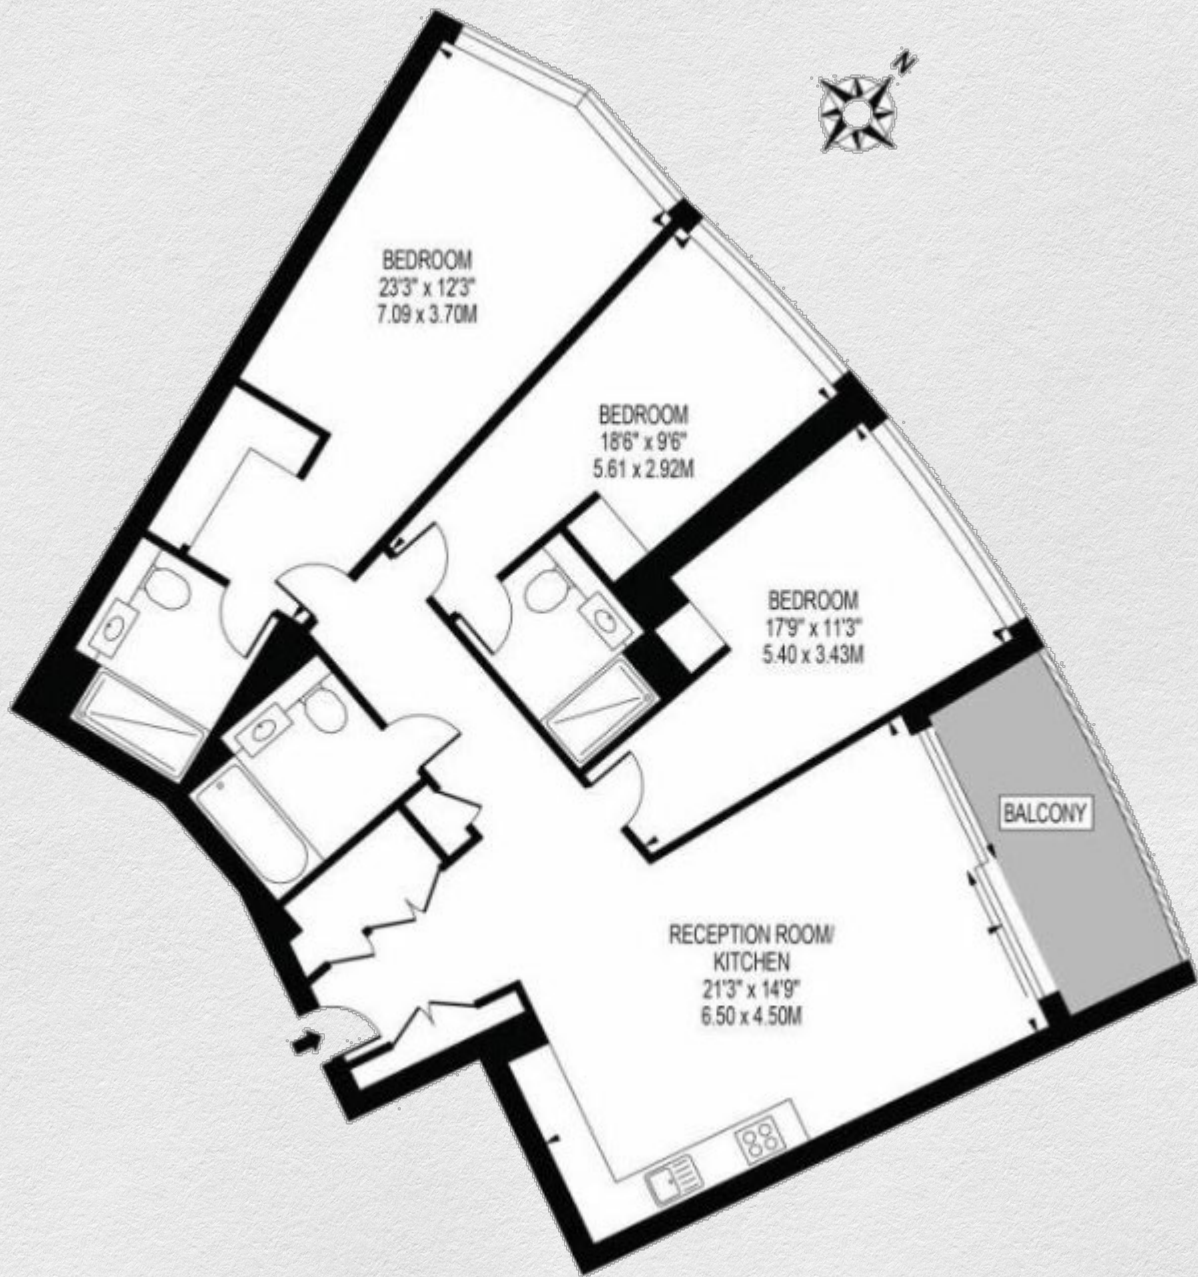 N
BEDROOM
23'3" x 12'3"
7.09 x 3.70M
BEDROOM
18'6" x 9'6"
5.61 x 2.92M
BEDROOM
17'9" x 11'3"
5.40 x 3.43M
BALCONY
RECEPTION ROOM/
KITCHEN
21'3" x 14'9"
6.50 x 4.50M